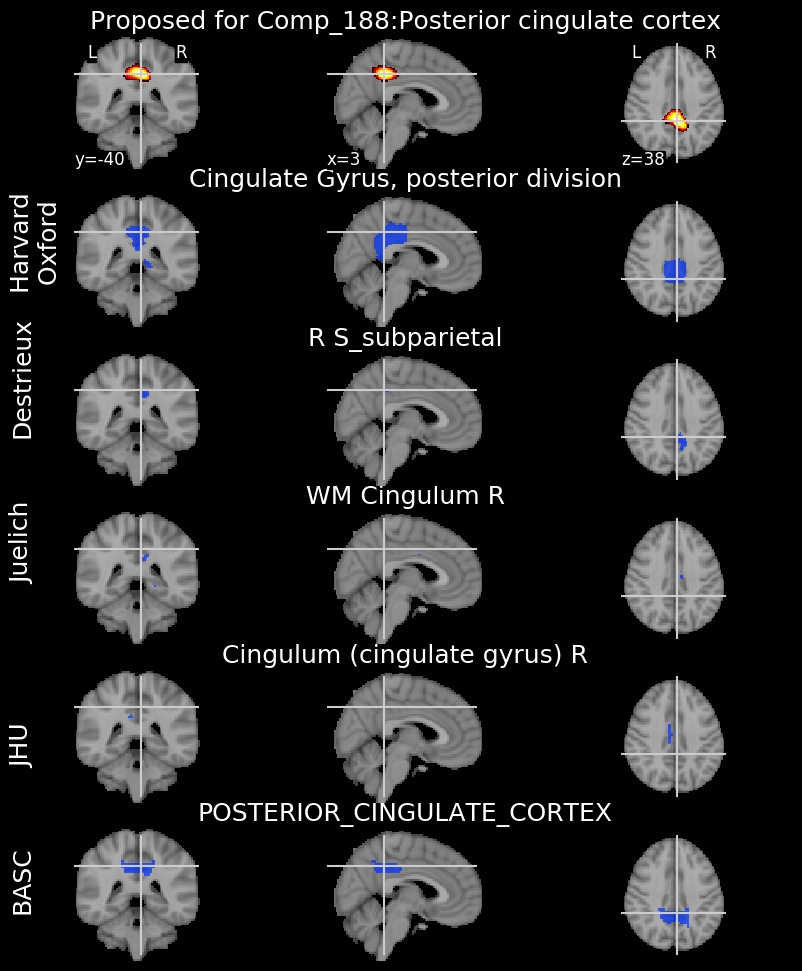 Proposed for Comp_188:Posterior cingulate cortex
L R L R
y=-40 x=3 z=38
Cingulate Gyrus, posterior division
Harvard
Oxford
R S_subparietal
Destrieux
WM Cingulum R
Juelich
Cingulum (cingulate gyrus) R
JHU
POSTERIOR_CINGULATE_CORTEX
BASC